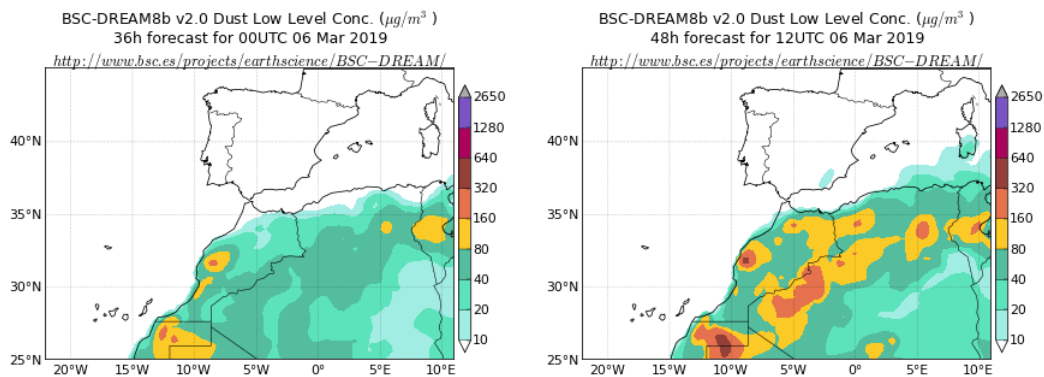 BSC-DREAM8b v2.0 Dust Low Level Conc. (μg/m³ )
36h forecast for 00UTC 06 Mar 2019
http://www.bsc.es/projects/earthscience/BSC−DREAM/
40°N
35°N
30°N
25°N
20°W
15°W
10°W
5°W
0°
5°E
10°E
2650
1280
640
320
160
80
40
20
10
BSC-DREAM8b v2.0 Dust Low Level Conc. (μg/m³ )
48h forecast for 12UTC 06 Mar 2019
http://www.bsc.es/projects/earthscience/BSC−DREAM/
40°N
35°N
30°N
25°N
20°W
15°W
10°W
5°W
0°
5°E
10°E
2650
1280
640
320
160
80
40
20
10